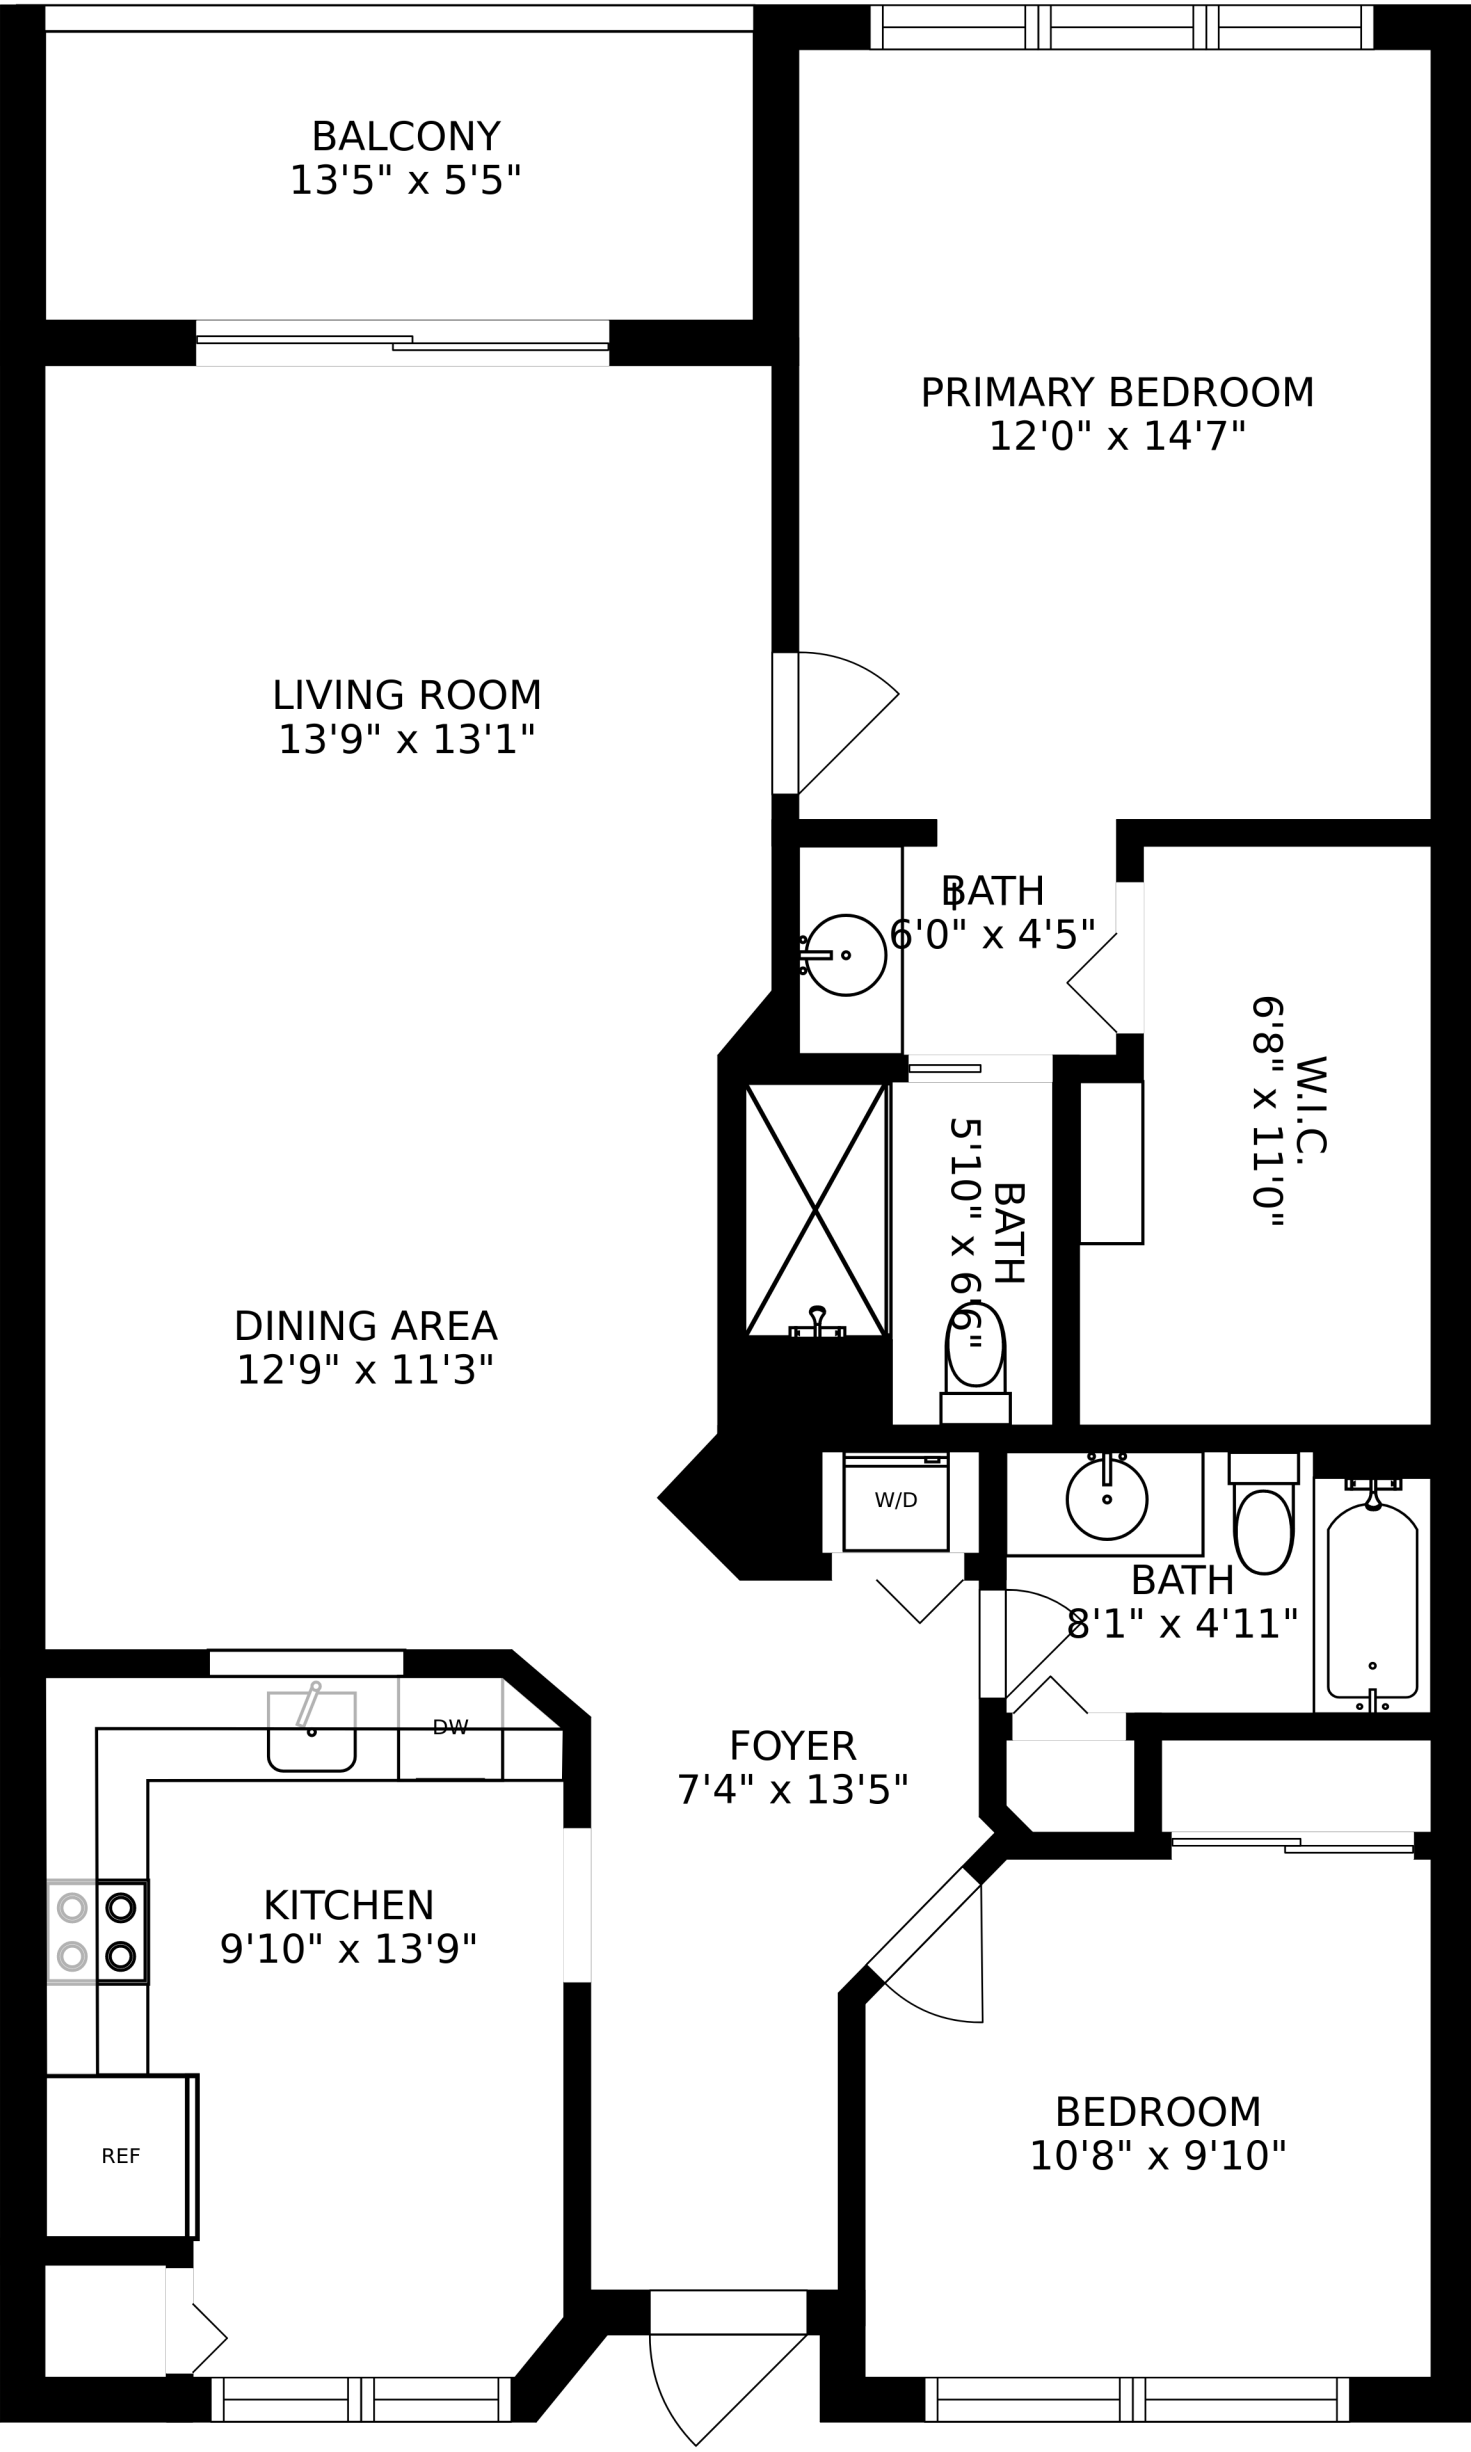 BALCONY
13'5" x 5'5"
PRIMARY BEDROOM
12'0" x 14'7"
LIVING ROOM
13'9" x 13'1"
BATH
6'0" x 4'5"
W.I.C.
6'8" x 11'0"
BATH
5'10" x 6'6"
DINING AREA
12'9" x 11'3"
W/D
BATH
8'1" x 4'11"
DW
FOYER
7'4" x 13'5"
KITCHEN
9'10" x 13'9"
BEDROOM
10'8" x 9'10"
REF